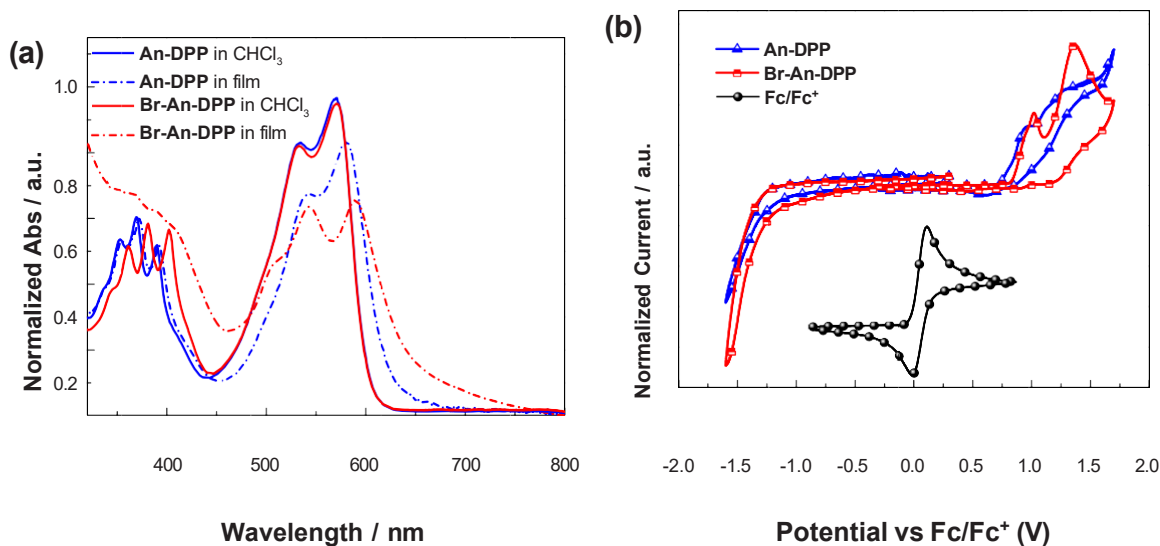 (a)
An-DPP in CHCl₃
An-DPP in film
Br-An-DPP in CHCl₃
Br-An-DPP in film
1.0
0.8
0.6
0.4
0.2
Normalized Abs / a.u.
400 500 600 700 800
Wavelength / nm
(b)
An-DPP
Br-An-DPP
Fc/Fc⁺
Normalized Current / a.u.
-2.0 -1.5 -1.0 -0.5 0.0 0.5 1.0 1.5 2.0
Potential vs Fc/Fc⁺ (V)